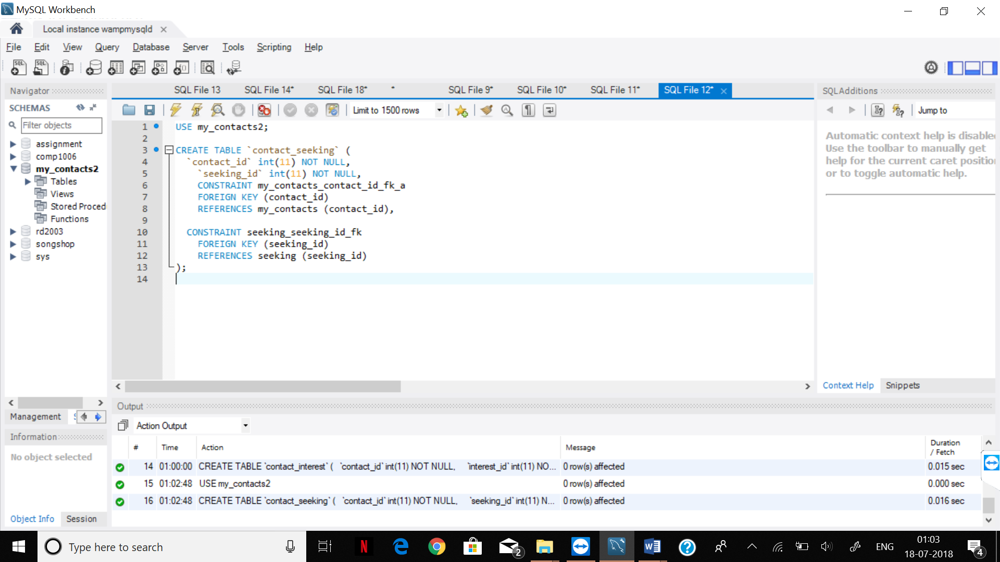 MySQL Workbench
Local instance wampmysqld
File Edit View Query Database Server Tools Scripting Help
Navigator
SCHEMAS
Filter objects
assignment
comp1006
my_contacts2
Tables
Views
Stored Proced
Functions
rd2003
songshop
sys
Management
Information
No object selected
Object Info Session
SQL File 13 SQL File 14* SQL File 18* * SQL File 9* SQL File 10* SQL File 11* SQL File 12*
Limit to 1500 rows
1 USE my_contacts2;
2
3 CREATE TABLE `contact_seeking` (
4 `contact_id` int(11) NOT NULL,
5 `seeking_id` int(11) NOT NULL,
6 CONSTRAINT my_contacts_contact_id_fk_a
7 FOREIGN KEY (contact_id)
8 REFERENCES my_contacts (contact_id),
9
10 CONSTRAINT seeking_seeking_id_fk
11 FOREIGN KEY (seeking_id)
12 REFERENCES seeking (seeking_id)
13 );
14
SQLAdditions
Jump to
Automatic context help is disable
Use the toolbar to manually get
help for the current caret positio
or to toggle automatic help.
Context Help Snippets
Output
Action Output
# Time Action Message Duration / Fetch
14 01:00:00 CREATE TABLE `contact_interest` ( `contact_id` int(11) NOT NULL, `interest_id` int(11) NO... 0 row(s) affected 0.015 sec
15 01:02:48 USE my_contacts2 0 row(s) affected 0.000 sec
16 01:02:48 CREATE TABLE `contact_seeking` ( `contact_id` int(11) NOT NULL, `seeking_id` int(11) N... 0 row(s) affected 0.016 sec
Type here to search
2
ENG
01:03
18-07-2018
4